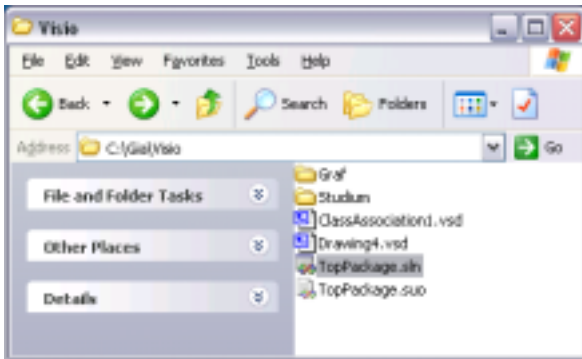 Visio
File Edit View Favorites Tools Help
Back Search Folders
Address C:\Gial\Visio Go
File and Folder Tasks
Other Places
Details
Graf
Studium
ClassAssociation1.vsd
Drawing4.vsd
TopPackage.sln
TopPackage.suo